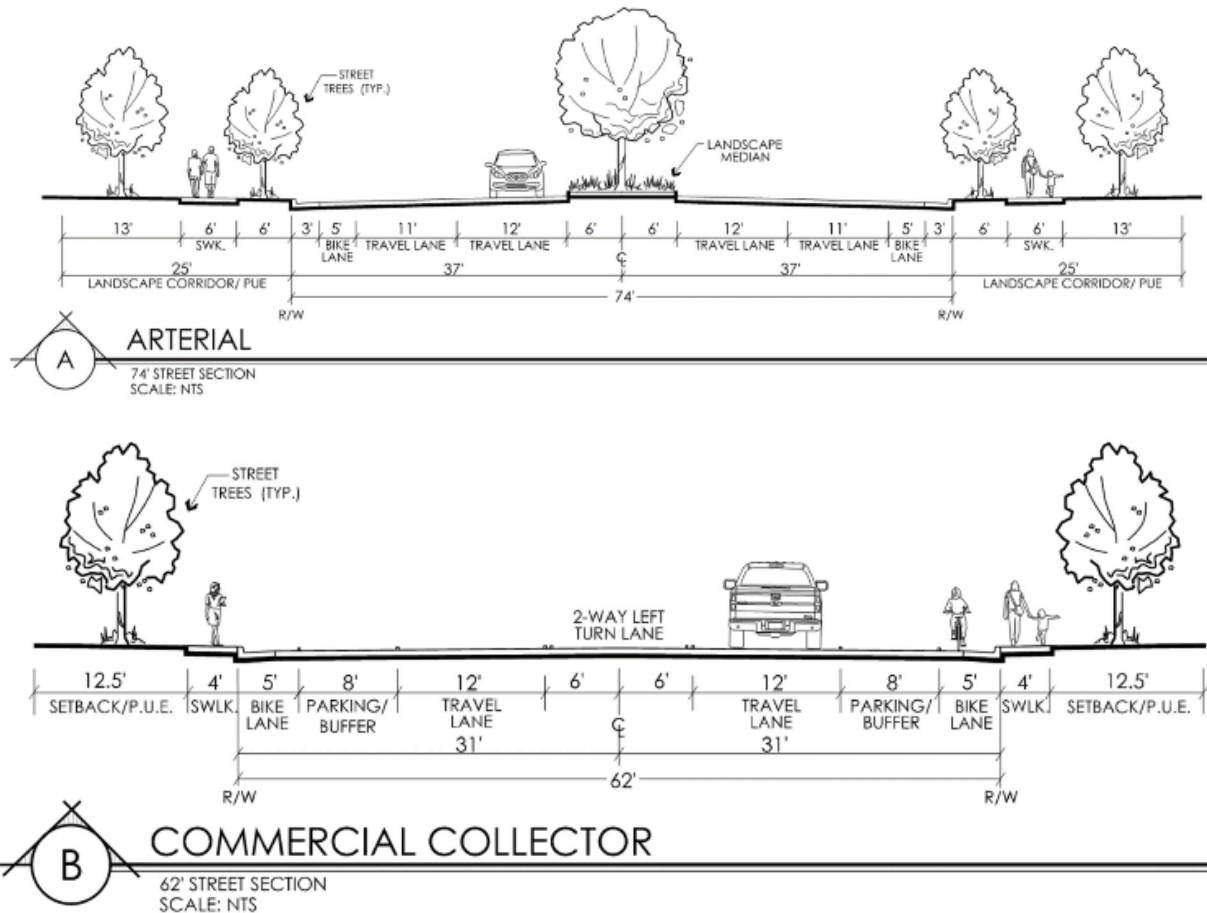 STREET
TREES (TYP.)
LANDSCAPE
MEDIAN
13' 6' 6' 3' 5' 11' 12' 6' 6' 12' 11' 5' 3' 6' 6' 13'
SWK. BIKE LANE TRAVEL LANE TRAVEL LANE TRAVEL LANE TRAVEL LANE BIKE LANE SWK.
25' 37' ℄ 37' 25'
LANDSCAPE CORRIDOR/ PUE LANDSCAPE CORRIDOR/ PUE
74'
R/W R/W
A
ARTERIAL
74' STREET SECTION
SCALE: NTS
STREET
TREES (TYP.)
2-WAY LEFT
TURN LANE
12.5' 4' 5' 8' 12' 6' 6' 12' 8' 5' 4' 12.5'
SETBACK/P.U.E. SWLK. BIKE LANE PARKING/ BUFFER TRAVEL LANE ℄ TRAVEL LANE PARKING/ BUFFER BIKE LANE SWLK. SETBACK/P.U.E.
31' 31'
62'
R/W R/W
B
COMMERCIAL COLLECTOR
62' STREET SECTION
SCALE: NTS